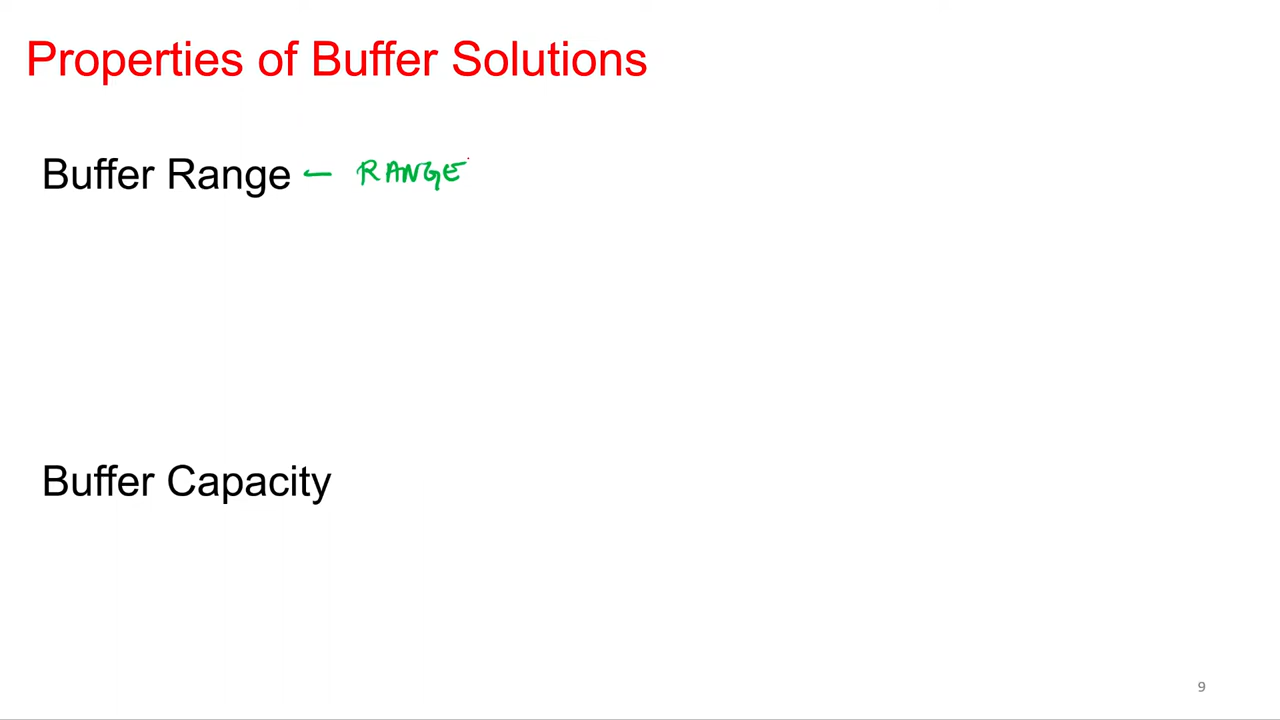 Properties of Buffer Solutions
Buffer Range – RANGE
Buffer Capacity
9